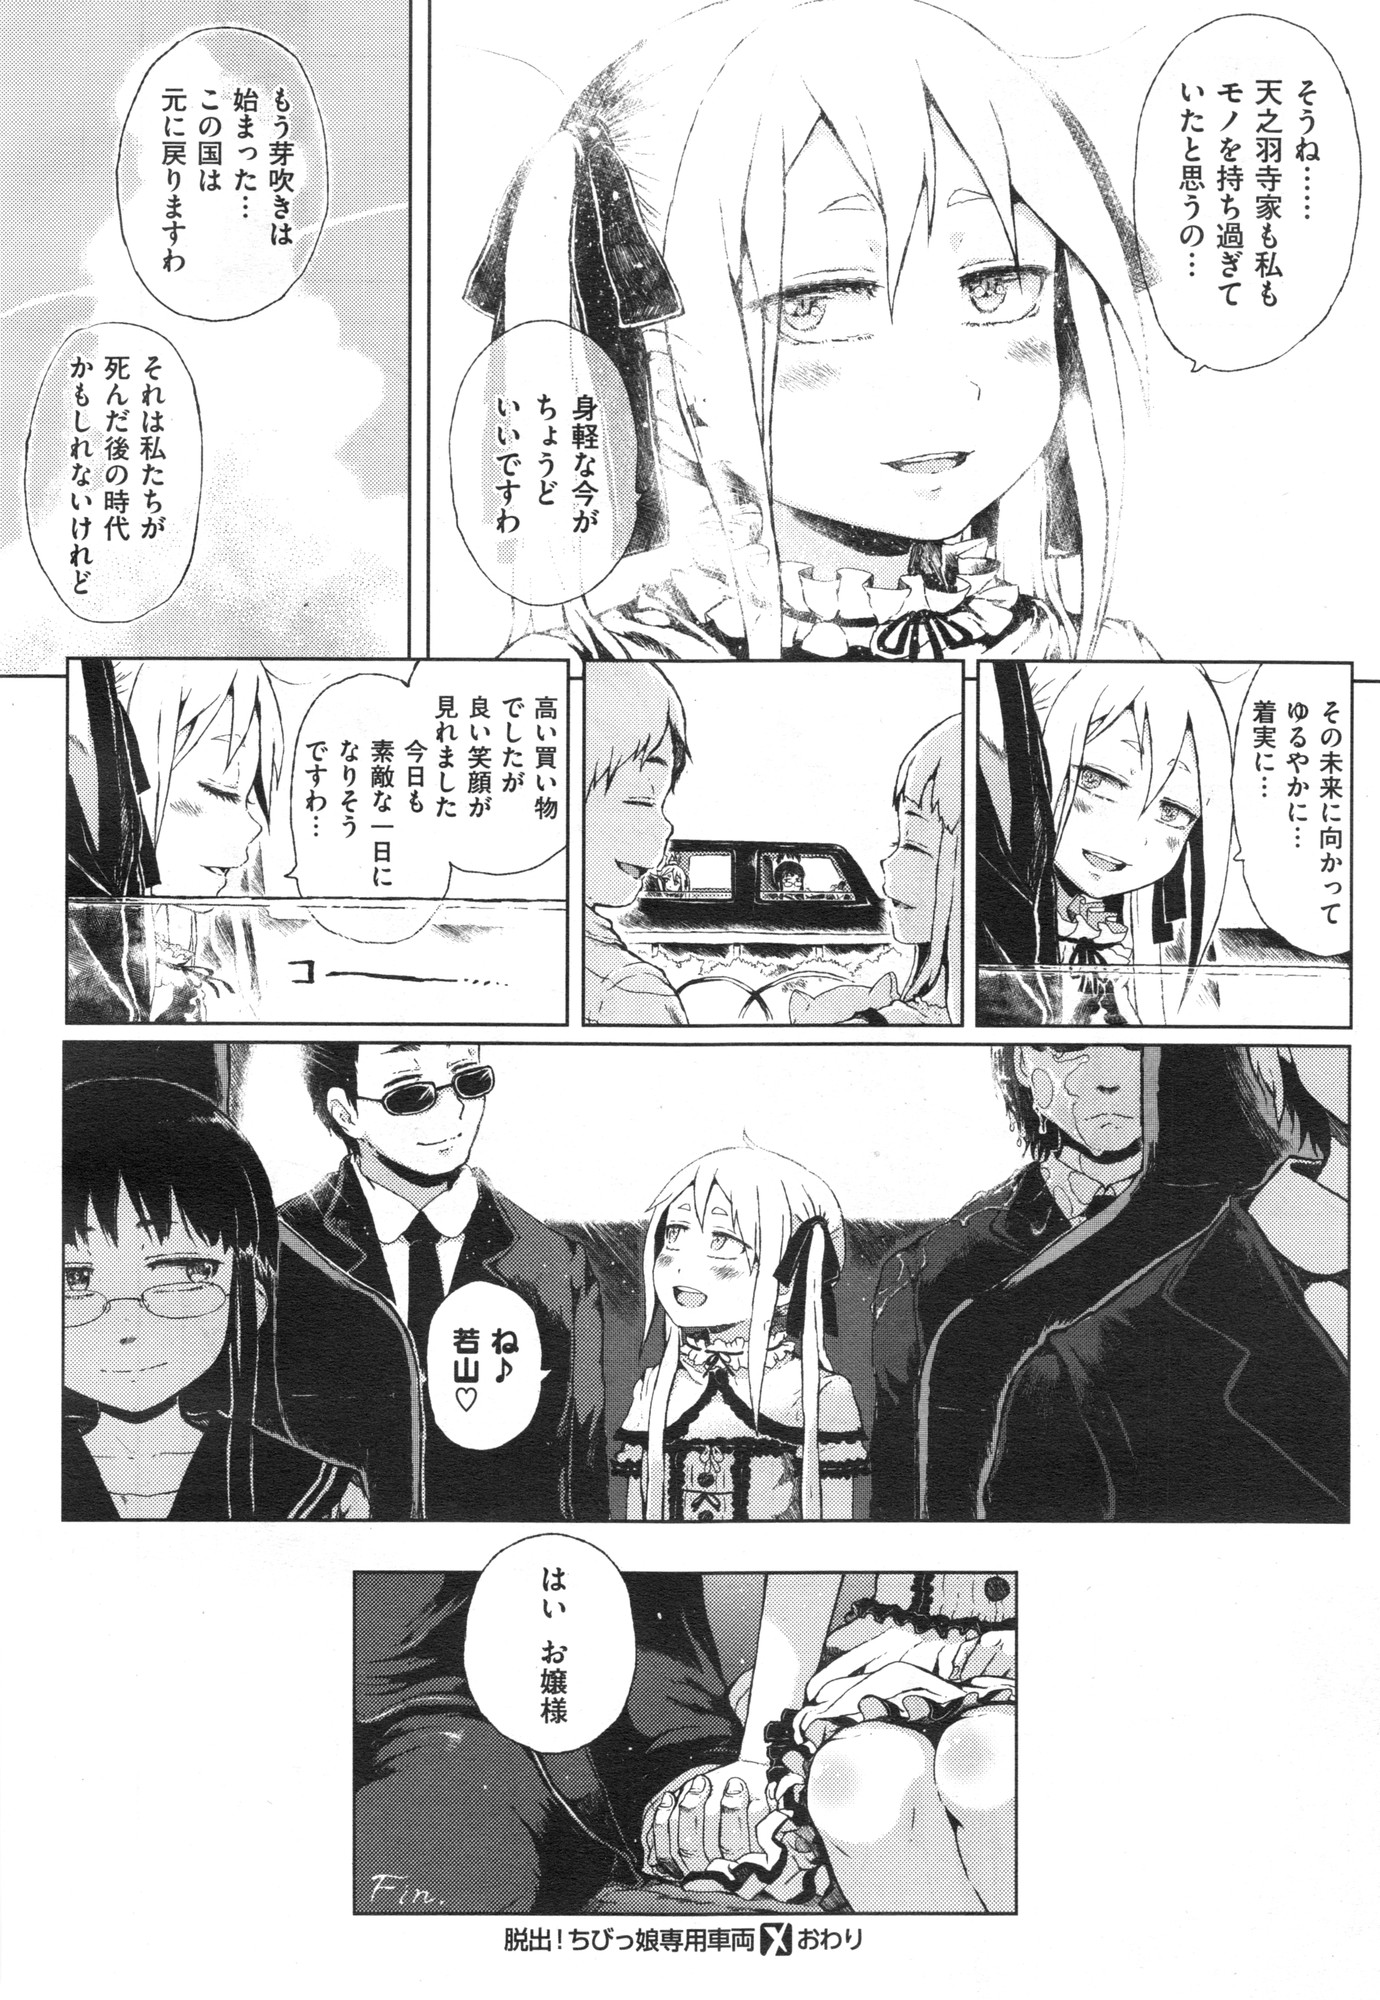 そうね……
天之羽寺家も私も
モノを持ち過ぎて
いたと思うの…
身軽な今が
ちょうど
いいですわ
もう芽吹きは
始まった…
この国は
元に戻りますわ
それは私たちが
死んだ後の時代
かもしれないけれど
その未来に向かって
ゆるやかに…
着実に…
高い買い物
でしたが
良い笑顔が
見れました
今日も
素敵な一日に
なりそう
ですわ…
コ
ね♪
若山♡
はい お嬢様
Fin.
脱出！ちびっ娘専用車両 X おわり